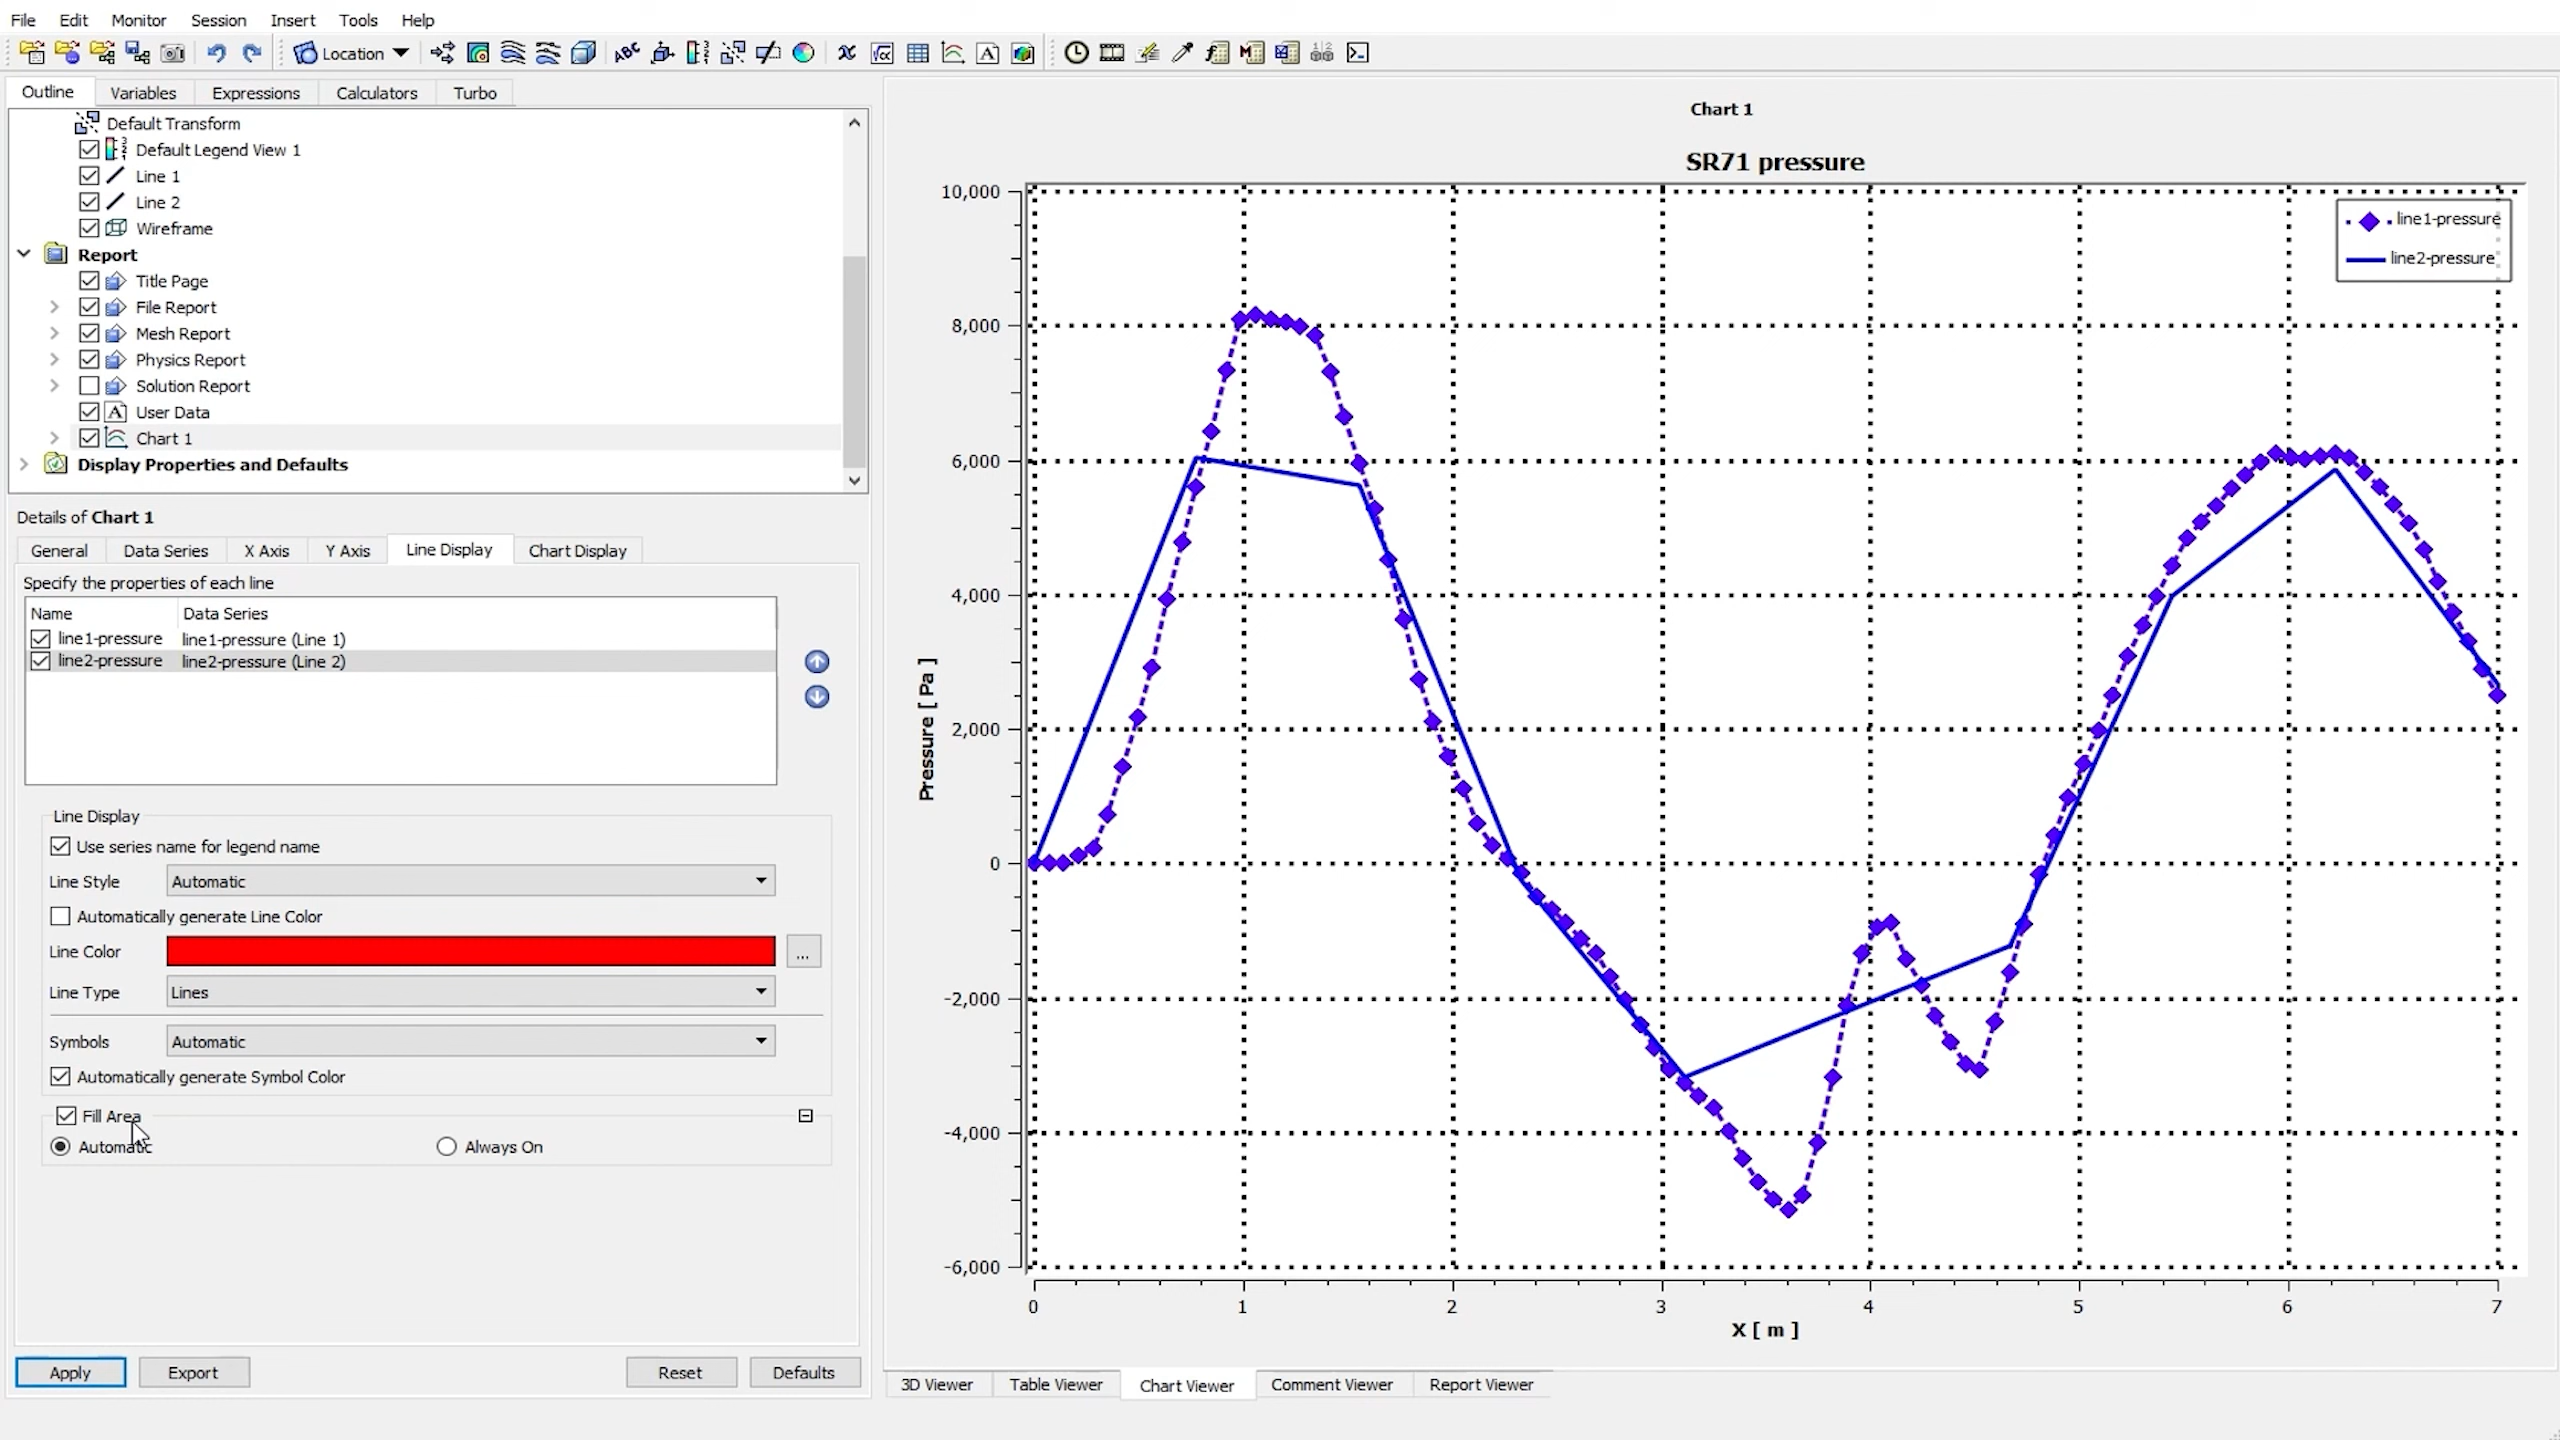 File Edit Monitor Session Insert Tools Help
Location
Outline Variables Expressions Calculators Turbo
Default Transform
Default Legend View 1
Line 1
Line 2
Wireframe
Report
Title Page
File Report
Mesh Report
Physics Report
Solution Report
User Data
Chart 1
Display Properties and Defaults
Details of Chart 1
General Data Series X Axis Y Axis Line Display Chart Display
Specify the properties of each line
Name Data Series
line1-pressure line1-pressure (Line 1)
line2-pressure line2-pressure (Line 2)
Line Display
Use series name for legend name
Line Style Automatic
Automatically generate Line Color
Line Color ...
Line Type Lines
Symbols Automatic
Automatically generate Symbol Color
Fill Area
Automatic Always On
Apply Export Reset Defaults
Chart 1
SR71 pressure
line1-pressure
line2-pressure
10,000
8,000
6,000
4,000
2,000
0
-2,000
-4,000
-6,000
Pressure [ Pa ]
0 1 2 3 4 5 6 7
X [ m ]
3D Viewer Table Viewer Chart Viewer Comment Viewer Report Viewer